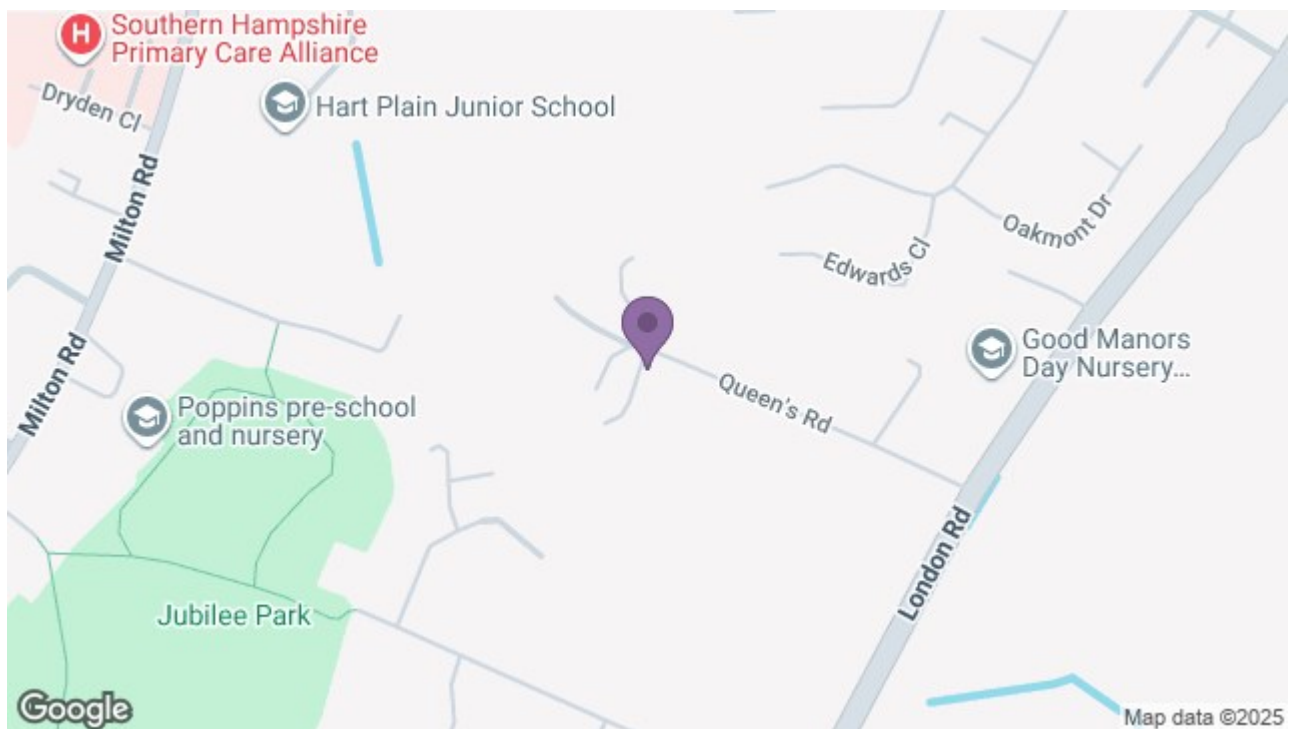 Southern Hampshire
Primary Care Alliance
H
Dryden Cl
Hart Plain Junior School
Milton Rd
Oakmont Dr
Edwards Cl
Good Manors
Day Nursery...
Milton Rd
Queen's Rd
Poppins pre-school
and nursery
London Rd
Jubilee Park
Google
Map data ©2025